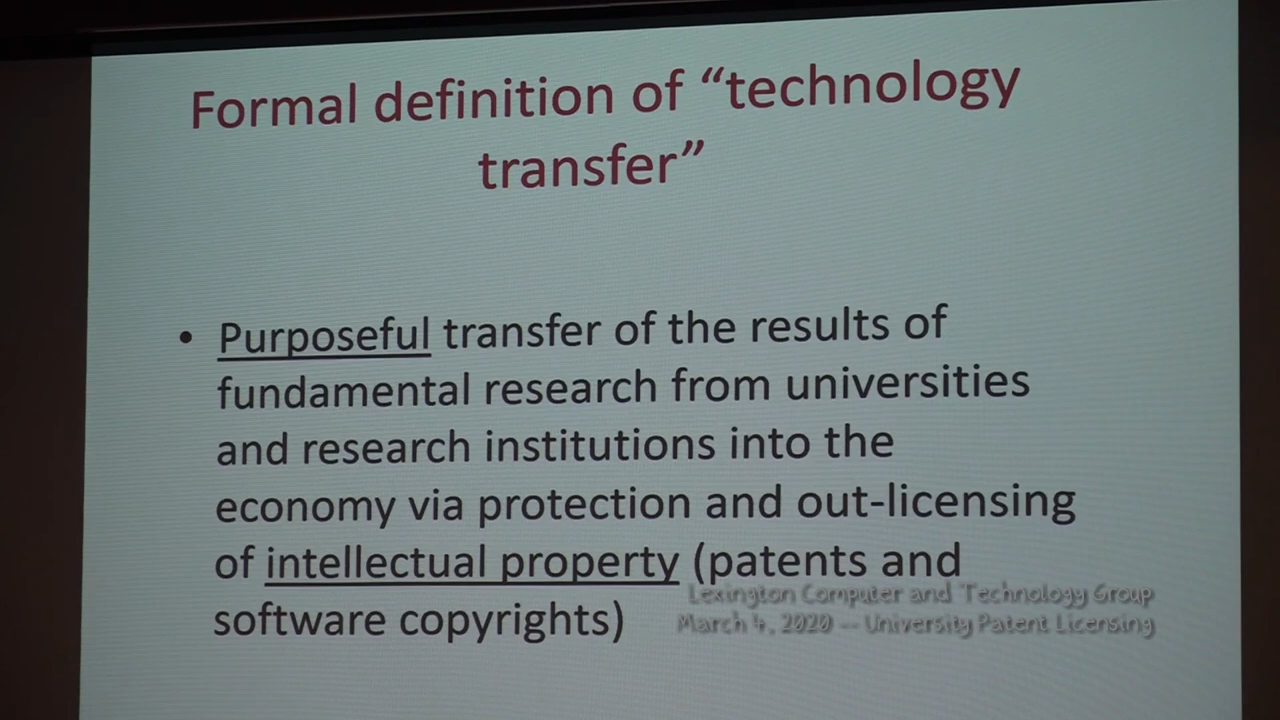 Formal definition of “technology
transfer”
• Purposeful transfer of the results of
fundamental research from universities
and research institutions into the
economy via protection and out-licensing
of intellectual property (patents and
software copyrights)
Lexington Computer and Technology Group
March 4, 2020 -- University Patent Licensing